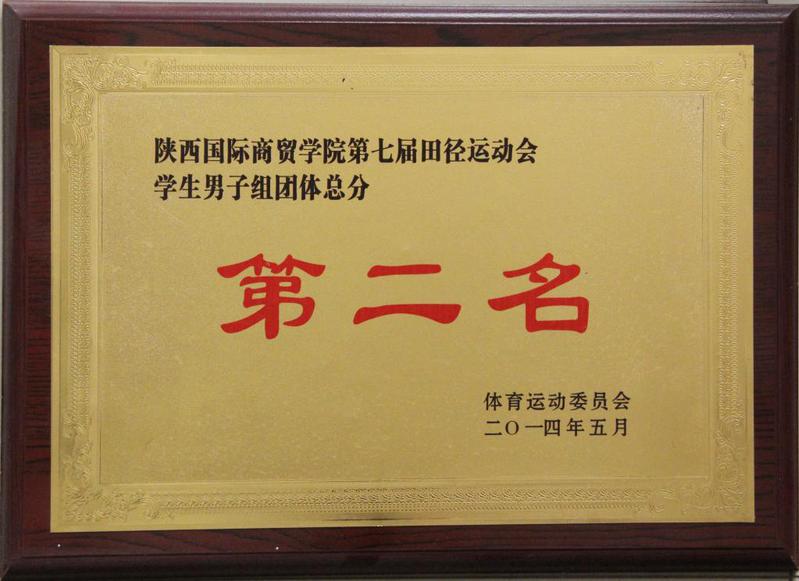 陕西国际商贸学院第七届田径运动会
学生男子组团体总分
第二名
体育运动委员会
二〇一四年五月